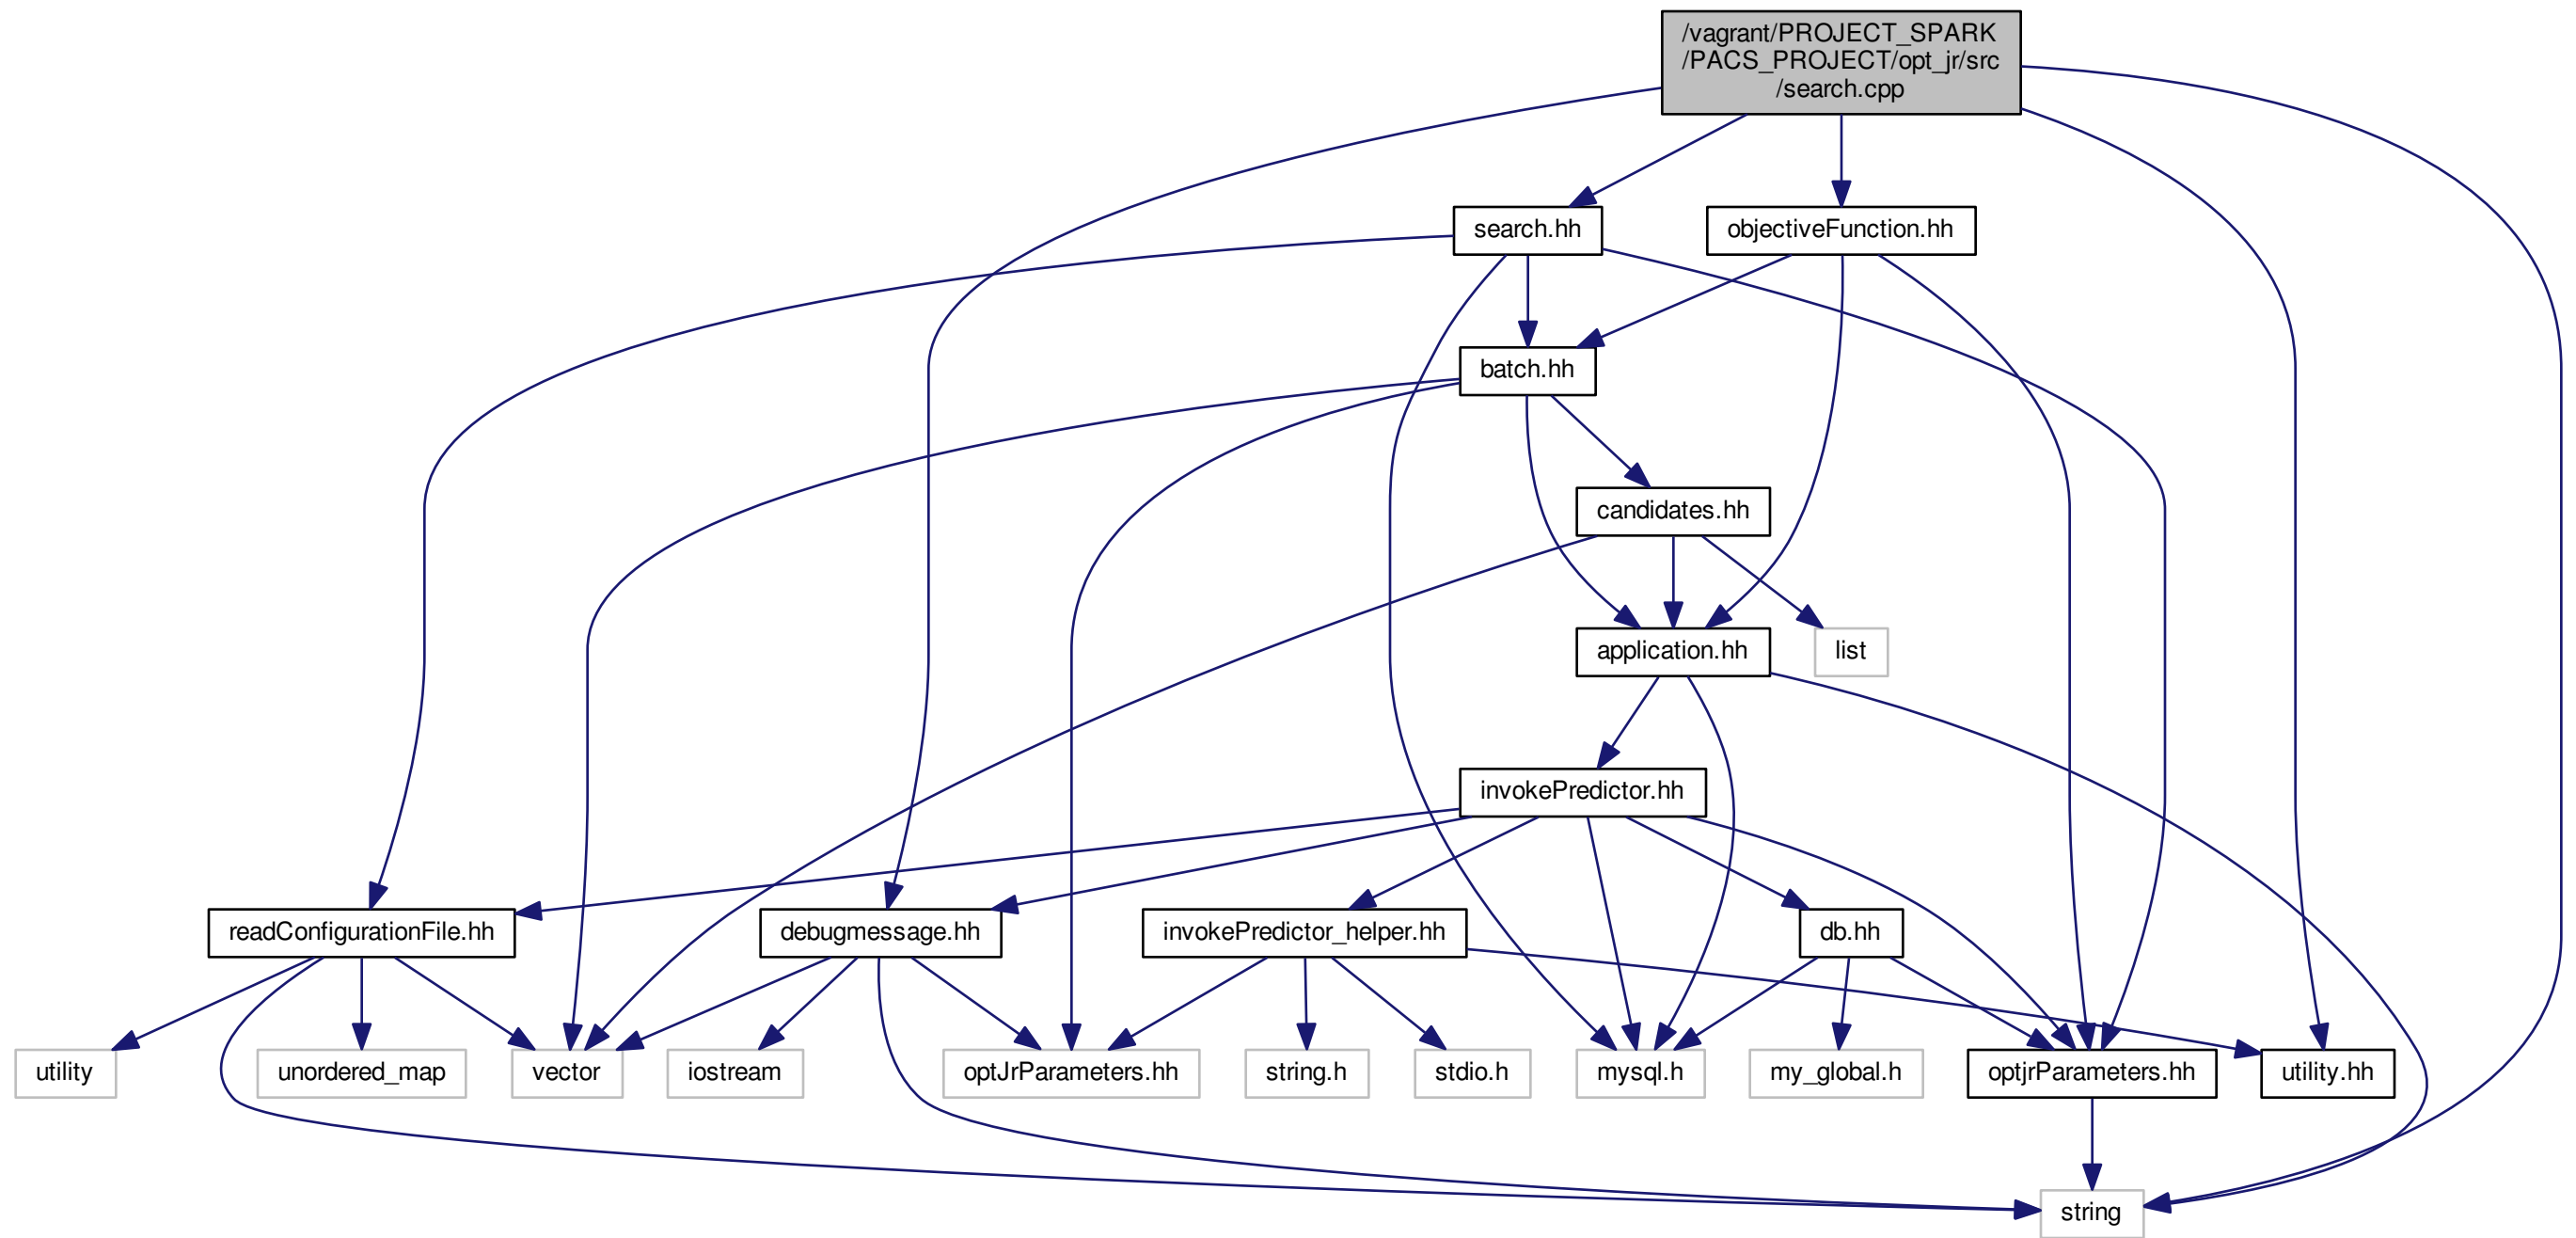 /vagrant/PROJECT_SPARK
/PACS_PROJECT/opt_jr/src
/search.cpp
search.hh
objectiveFunction.hh
batch.hh
candidates.hh
application.hh
list
invokePredictor.hh
readConfigurationFile.hh
debugmessage.hh
invokePredictor_helper.hh
db.hh
utility
unordered_map
vector
iostream
optJrParameters.hh
string.h
stdio.h
mysql.h
my_global.h
optjrParameters.hh
utility.hh
string